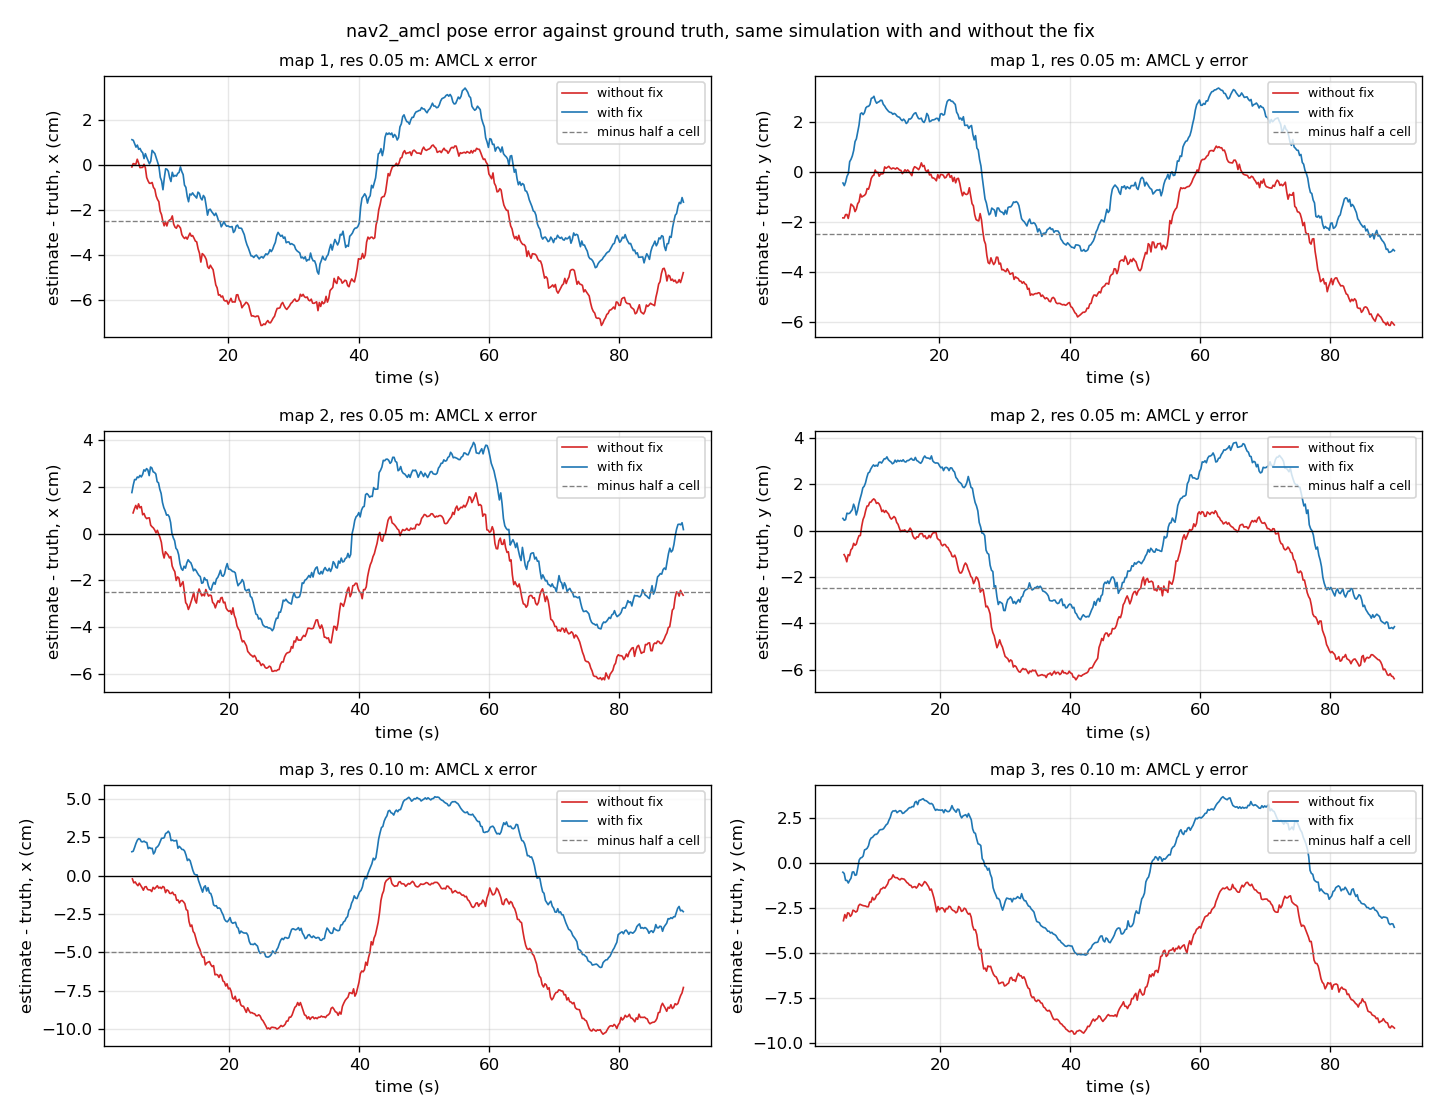 nav2_amcl pose error against ground truth, same simulation with and without the fix
map 1, res 0.05 m: AMCL x error
estimate - truth, x (cm)
2
0
−2
−4
−6
without fix
with fix
minus half a cell
20
40
60
80
time (s)
map 1, res 0.05 m: AMCL y error
estimate - truth, y (cm)
2
0
−2
−4
−6
without fix
with fix
minus half a cell
20
40
60
80
time (s)
map 2, res 0.05 m: AMCL x error
estimate - truth, x (cm)
4
2
0
−2
−4
−6
without fix
with fix
minus half a cell
20
40
60
80
time (s)
map 2, res 0.05 m: AMCL y error
estimate - truth, y (cm)
4
2
0
−2
−4
−6
without fix
with fix
minus half a cell
20
40
60
80
time (s)
map 3, res 0.10 m: AMCL x error
estimate - truth, x (cm)
5.0
2.5
0.0
−2.5
−5.0
−7.5
−10.0
without fix
with fix
minus half a cell
20
40
60
80
time (s)
map 3, res 0.10 m: AMCL y error
estimate - truth, y (cm)
2.5
0.0
−2.5
−5.0
−7.5
−10.0
without fix
with fix
minus half a cell
20
40
60
80
time (s)